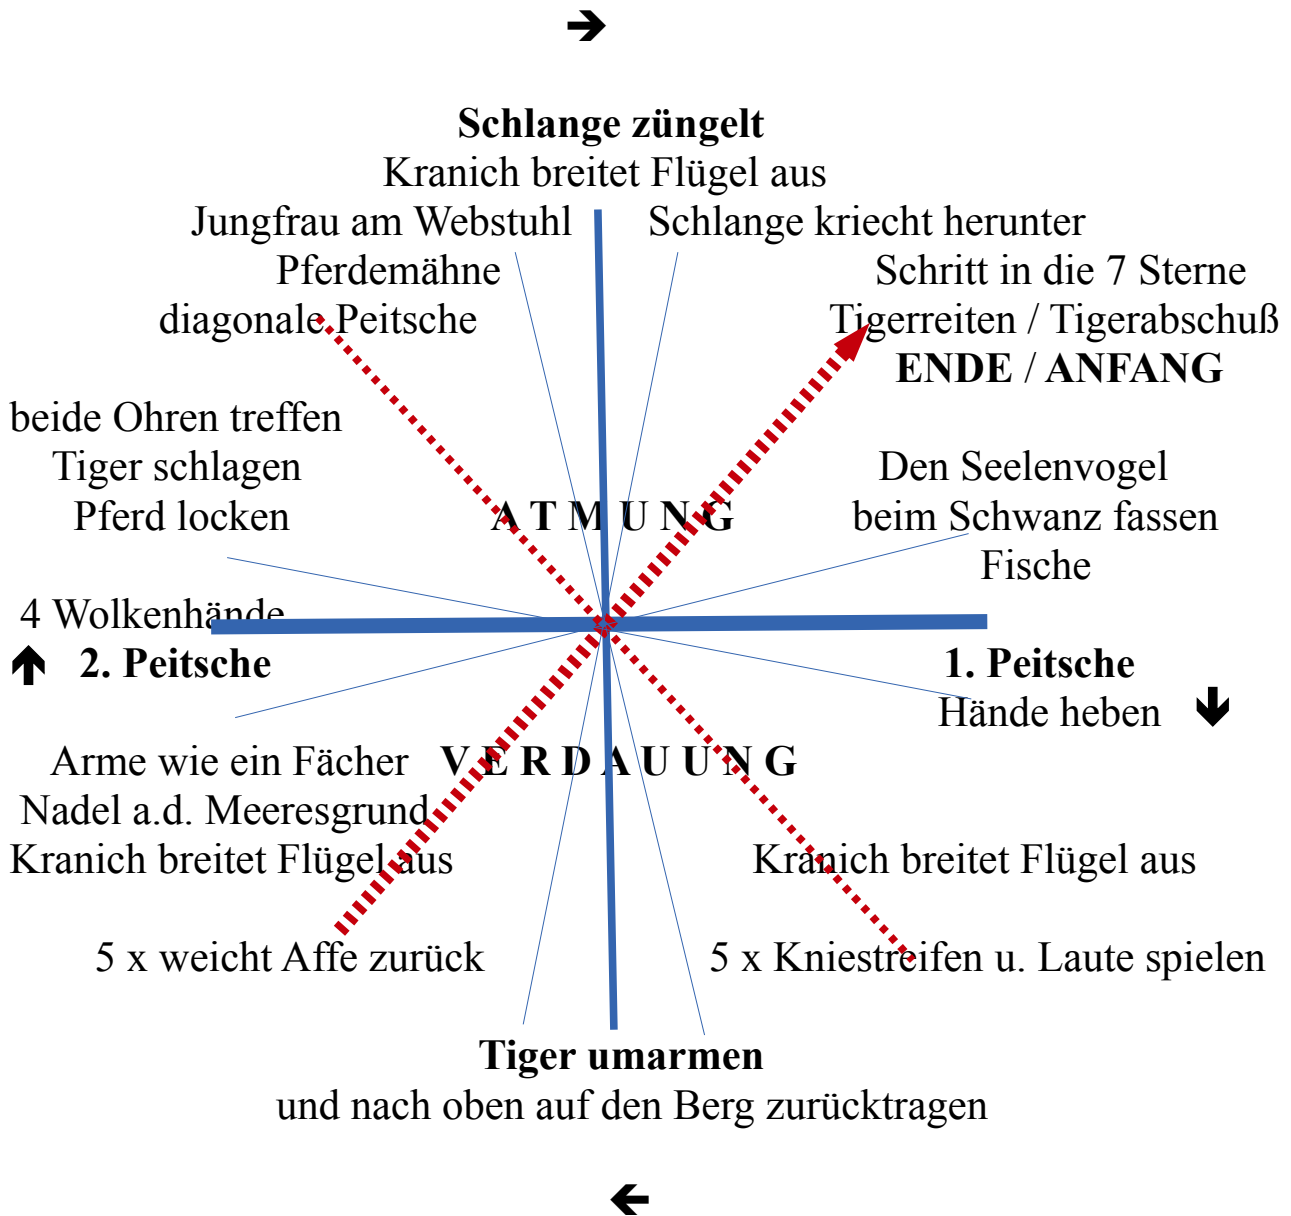 Schlange züngelt
Kranich breitet Flügel aus
Jungfrau am Webstuhl
Schlange kriecht herunter
Pferdemähne
Schritt in die 7 Sterne
diagonale Peitsche
Tigerreiten / Tigerabschuß
ENDE / ANFANG
beide Ohren treffen
Tiger schlagen
Den Seelenvogel
Pferd locken
A T M U N G
beim Schwanz fassen
Fische
4 Wolkenhände
2. Peitsche
1. Peitsche
Hände heben
Arme wie ein Fächer
V E R D A U U N G
Nadel a.d. Meeresgrund
Kranich breitet Flügel aus
Kranich breitet Flügel aus
5 x weicht Affe zurück
5 x Kniestreifen u. Laute spielen
Tiger umarmen
und nach oben auf den Berg zurücktragen